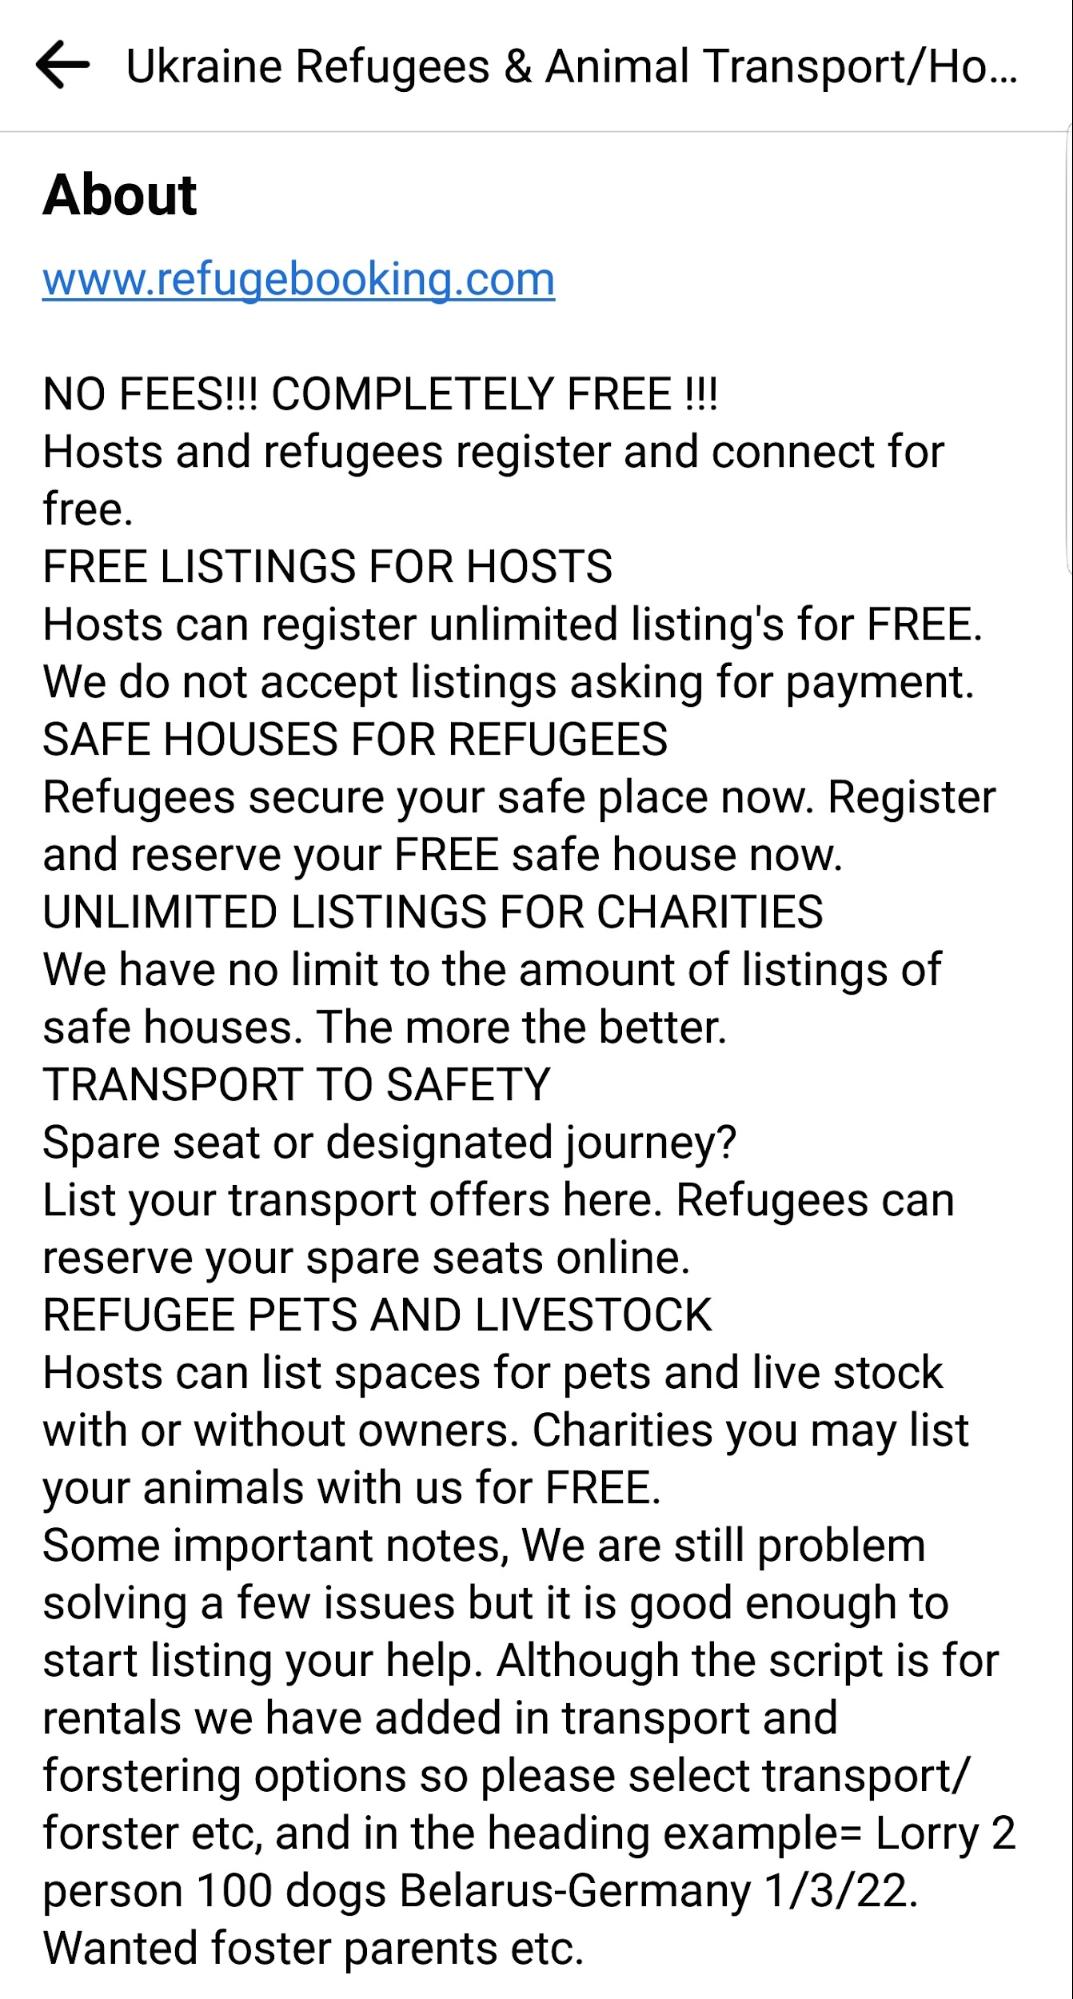 Ukraine Refugees & Animal Transport/Ho...
About
www.refugebooking.com
NO FEES!!! COMPLETELY FREE !!!
Hosts and refugees register and connect for
free.
FREE LISTINGS FOR HOSTS
Hosts can register unlimited listing's for FREE.
We do not accept listings asking for payment.
SAFE HOUSES FOR REFUGEES
Refugees secure your safe place now. Register
and reserve your FREE safe house now.
UNLIMITED LISTINGS FOR CHARITIES
We have no limit to the amount of listings of
safe houses. The more the better.
TRANSPORT TO SAFETY
Spare seat or designated journey?
List your transport offers here. Refugees can
reserve your spare seats online.
REFUGEE PETS AND LIVESTOCK
Hosts can list spaces for pets and live stock
with or without owners. Charities you may list
your animals with us for FREE.
Some important notes, We are still problem
solving a few issues but it is good enough to
start listing your help. Although the script is for
rentals we have added in transport and
forstering options so please select transport/
forster etc, and in the heading example= Lorry 2
person 100 dogs Belarus-Germany 1/3/22.
Wanted foster parents etc.